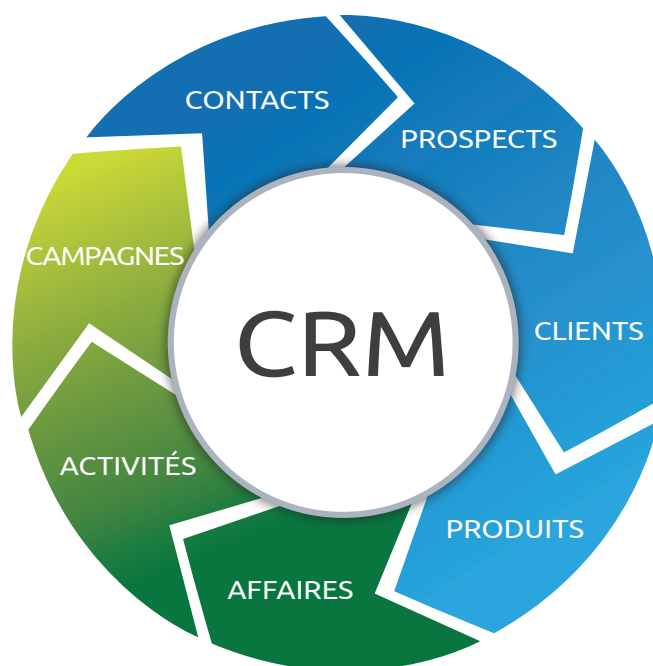 CONTACTS
PROSPECTS
CLIENTS
PRODUITS
AFFAIRES
ACTIVITÉS
CAMPAGNES
CRM